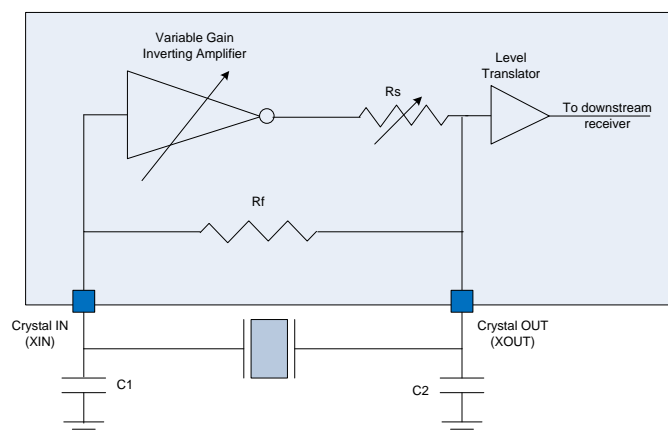 Variable Gain
Inverting Amplifier
Level
Translator
Rs
To downstream
receiver
Rf
Crystal IN
(XIN)
Crystal OUT
(XOUT)
C1
C2